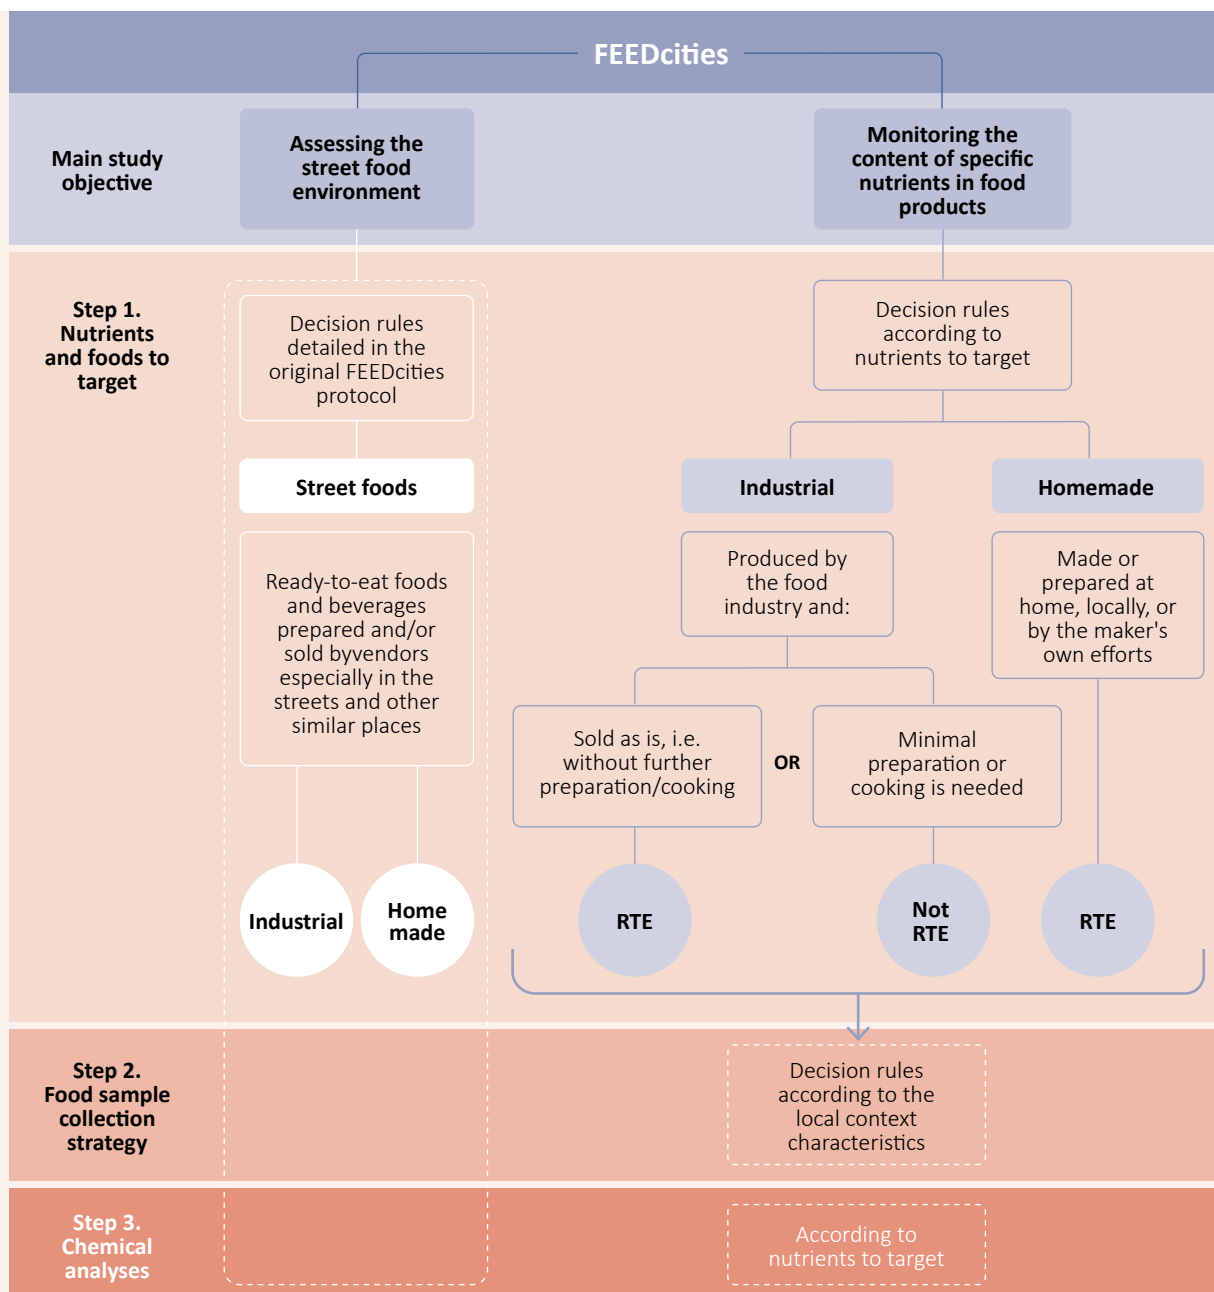 FEEDcities
Main study
objective
Assessing the
street food
environment
Monitoring the
content of specific
nutrients in food
products
Step 1.
Nutrients
and foods to
target
Decision rules
detailed in the
original FEEDcities
protocol
Decision rules
according to
nutrients to target
Street foods
Industrial
Homemade
Ready-to-eat foods
and beverages
prepared and/or
sold byvendors
especially in the
streets and other
similar places
Produced by
the food
industry and:
Made or
prepared at
home, locally, or
by the maker's
own efforts
Sold as is, i.e.
without further
preparation/cooking
OR
Minimal
preparation or
cooking is needed
Industrial
Home
made
RTE
Not
RTE
RTE
Step 2.
Food sample
collection
strategy
Decision rules
according to the
local context
characteristics
Step 3.
Chemical
analyses
According to
nutrients to target